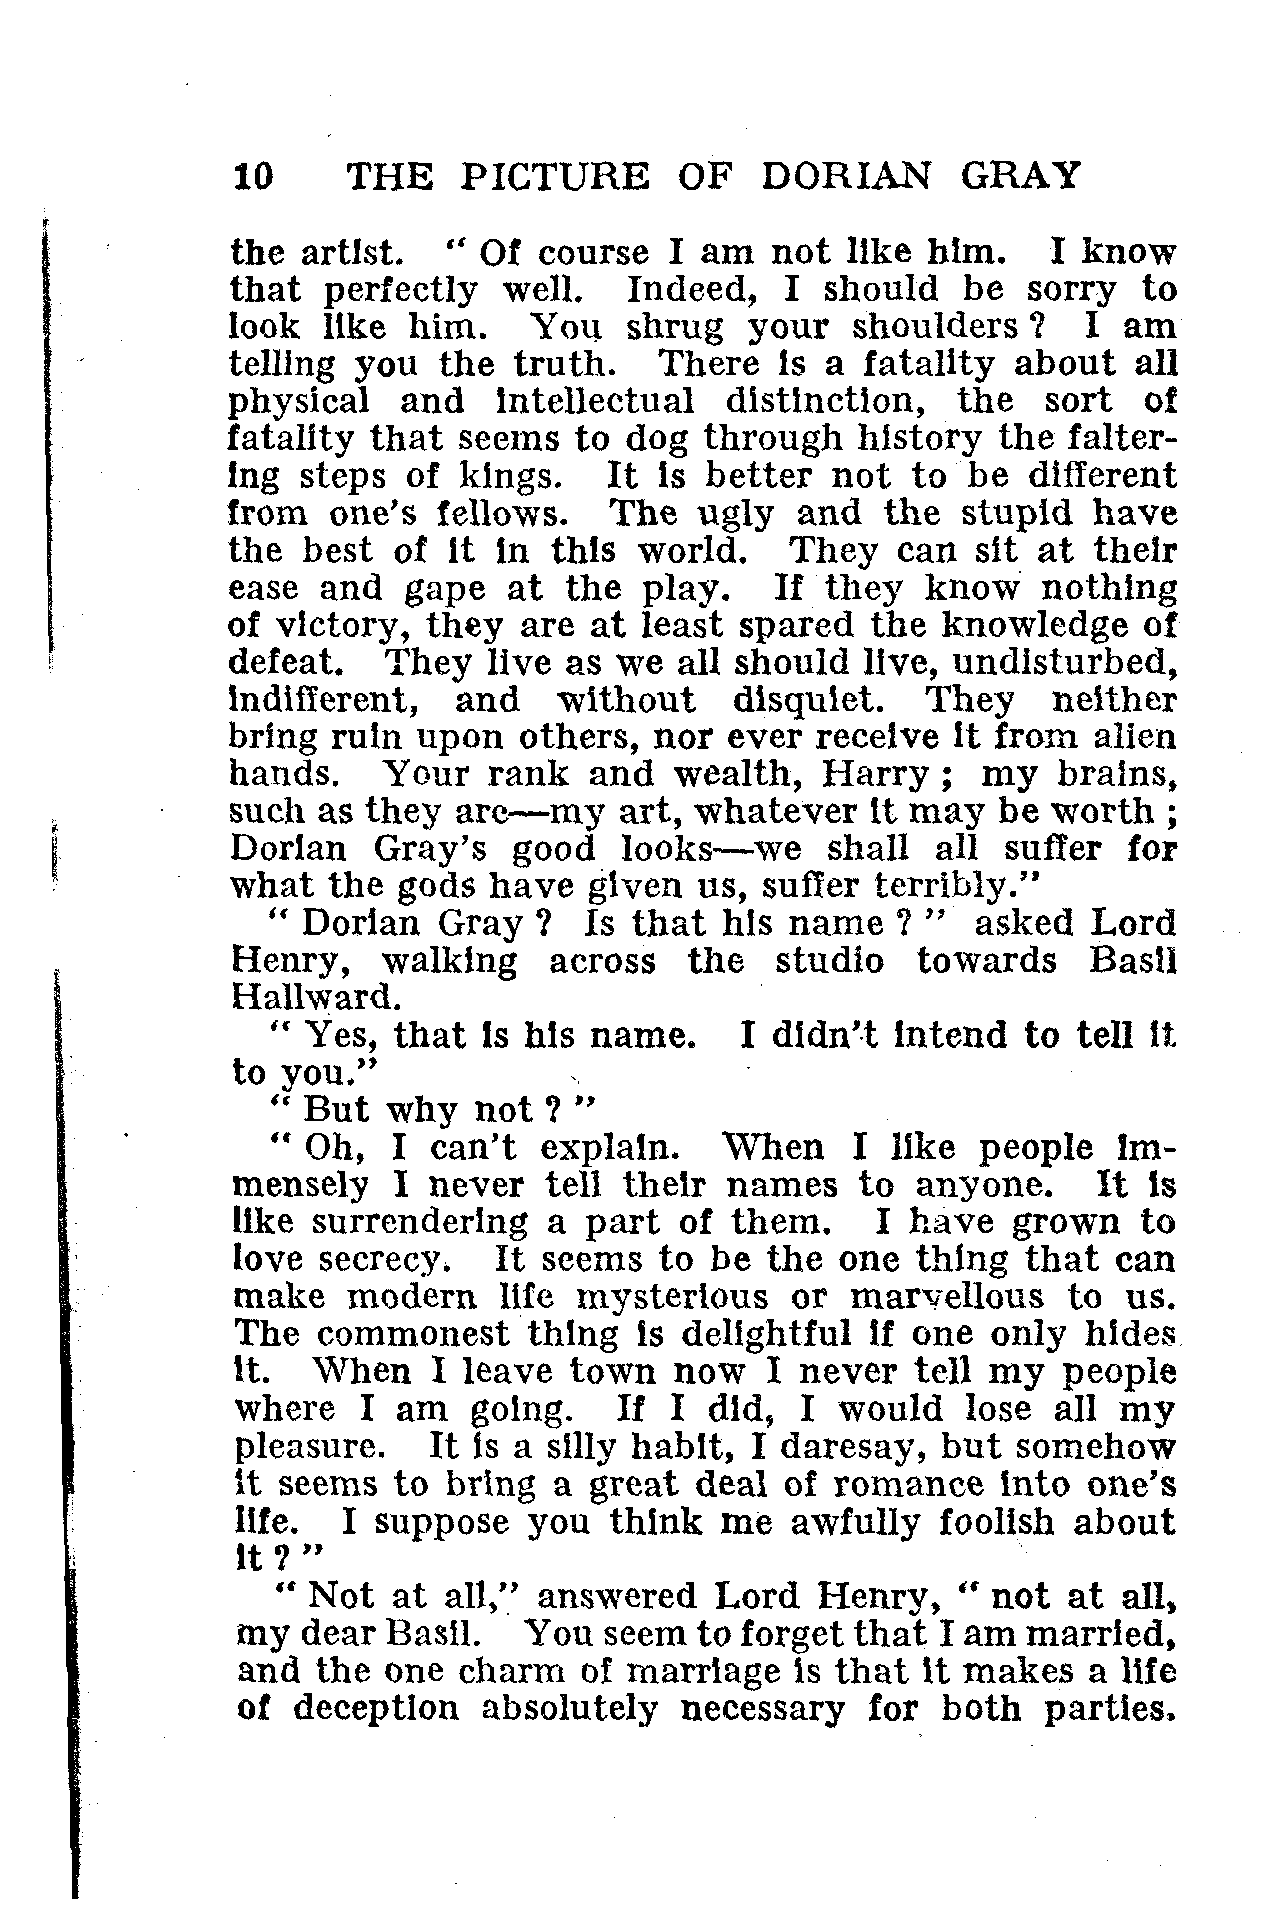 10 THE PICTURE OF DORIAN GRAY
the artist. " Of course I am not like him. I know
that perfectly well. Indeed, I should be sorry to
look like him. You shrug your shoulders ? I am
telling you the truth. There is a fatality about all
physical and intellectual distinction, the sort of
fatality that seems to dog through history the falter-
ing steps of kings. It is better not to be different
from one's fellows. The ugly and the stupid have
the best of it in this world. They can sit at their
ease and gape at the play. If they know nothing
of victory, they are at least spared the knowledge of
defeat. They live as we all should live, undisturbed,
indifferent, and without disquiet. They neither
bring ruin upon others, nor ever receive it from alien
hands. Your rank and wealth, Harry ; my brains,
such as they are—my art, whatever it may be worth ;
Dorian Gray's good looks—we shall all suffer for
what the gods have given us, suffer terribly."
" Dorian Gray ? Is that his name ? " asked Lord
Henry, walking across the studio towards Basil
Hallward.
" Yes, that is his name. I didn't intend to tell it
to you."
" But why not ? "
" Oh, I can't explain. When I like people im-
mensely I never tell their names to anyone. It is
like surrendering a part of them. I have grown to
love secrecy. It seems to be the one thing that can
make modern life mysterious or marvellous to us.
The commonest thing is delightful if one only hides
it. When I leave town now I never tell my people
where I am going. If I did, I would lose all my
pleasure. It is a silly habit, I daresay, but somehow
it seems to bring a great deal of romance into one's
life. I suppose you think me awfully foolish about
it ? "
" Not at all," answered Lord Henry, " not at all,
my dear Basil. You seem to forget that I am married,
and the one charm of marriage is that it makes a life
of deception absolutely necessary for both parties.